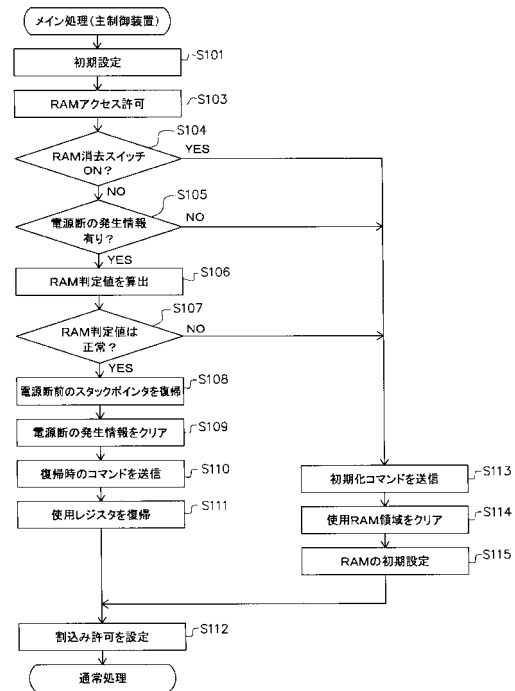 メイン処理(主制御装置)
初期設定
S101
RAMアクセス許可
S103
S104
RAM消去スイッチ
ON?
YES
NO
S105
電源断の発生情報
有り?
NO
YES
S106
RAM判定値を算出
S107
RAM判定値は
正常?
NO
YES
S108
電源断前のスタックポインタを復帰
S109
電源断の発生情報をクリア
S110
復帰時のコマンドを送信
S111
使用レジスタを復帰
初期化コマンドを送信
S113
使用RAM領域をクリア
S114
RAMの初期設定
S115
割込み許可を設定
S112
通常処理